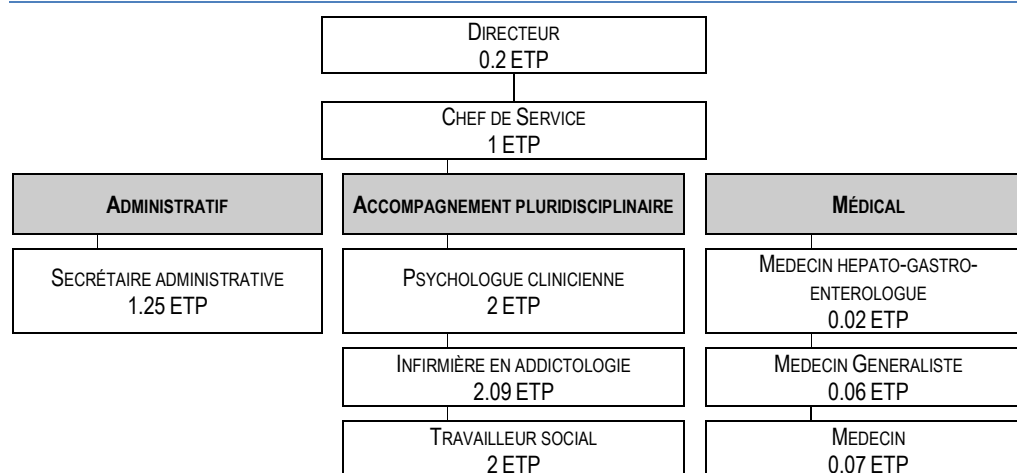 DIRECTEUR
0.2 ETP
CHEF DE SERVICE
1 ETP
ADMINISTRATIF
SECRÉTAIRE ADMINISTRATIVE
1.25 ETP
ACCOMPAGNEMENT PLURIDISCIPLINAIRE
PSYCHOLOGUE CLINICIENNE
2 ETP
INFIRMIÈRE EN ADDICTOLOGIE
2.09 ETP
TRAVAILLEUR SOCIAL
2 ETP
MÉDICAL
MEDECIN HEPATO-GASTRO-
ENTEROLOGUE
0.02 ETP
MEDECIN GENERALISTE
0.06 ETP
MEDECIN
0.07 ETP